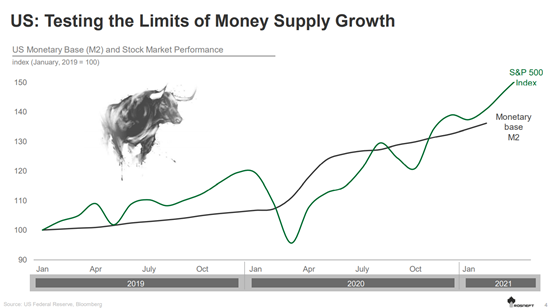 US: Testing the Limits of Money Supply Growth
US Monetary Base (M2) and Stock Market Performance
index (January, 2019 = 100)
S&P 500
Index
Monetary
base
M2
150
140
130
120
110
100
90
Jan Apr July Oct Jan Apr July Oct Jan
2019 2020 2021
Source: US Federal Reserve, Bloomberg
4